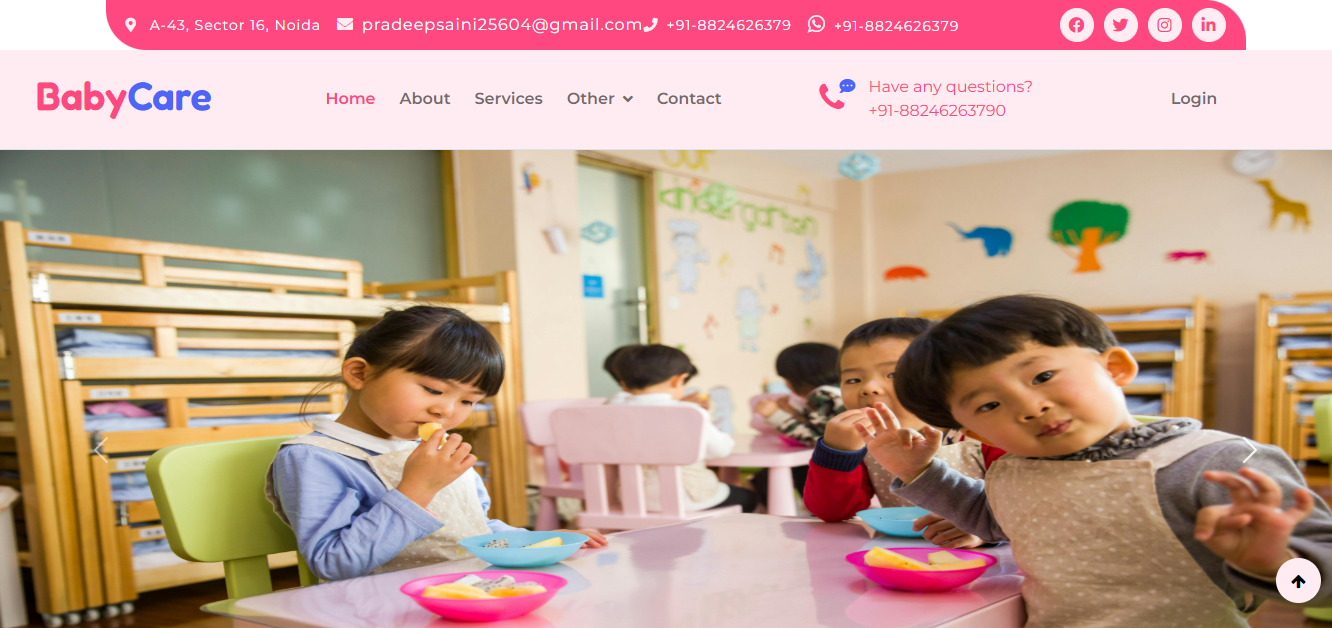 A-43, Sector 16, Noida
pradeepsaini25604@gmail.com
+91-8824626379
+91-8824626379
BabyCare
Home
About
Services
Other
Contact
Have any questions?
+91-88246263790
Login